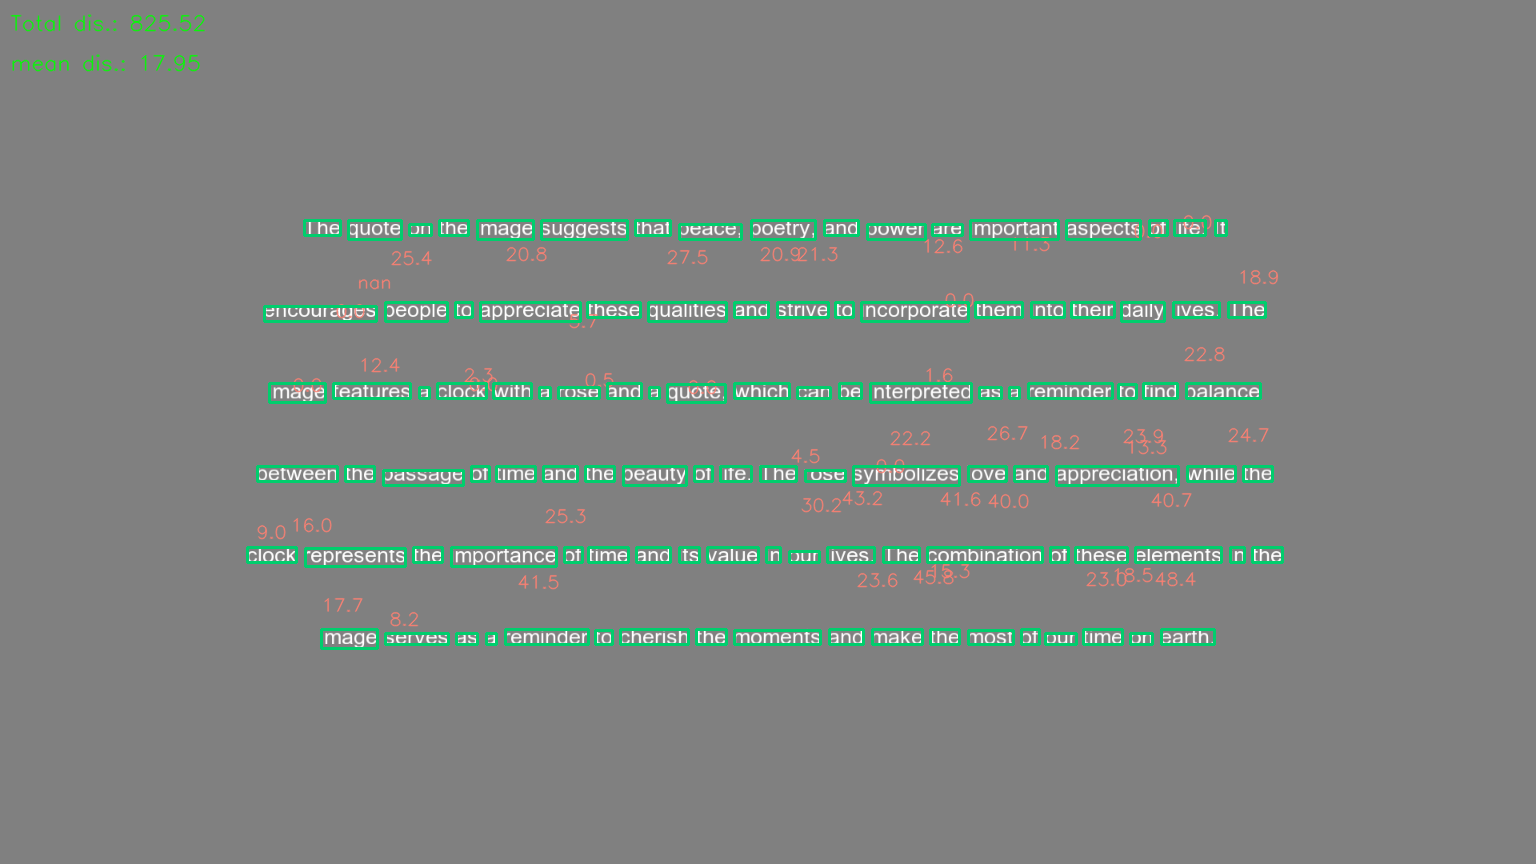 Total dis.: 825.52
mean dis.: 17.95
The quote on the image suggests that peace, poetry, and power are important aspects of life. It
25.4 20.8 27.5 20.9 21.3 12.6 11.3
nan 18.9
encourages people to appreciate these qualities and strive to incorporate them into their daily lives. The
12.4 22.8
image features a clock with a rose and a quote, which can be interpreted as a reminder to find balance
4.5 22.2 26.7 18.2 23.9 13.3 24.7
between the passage of time and the beauty of life. The rose symbolizes love and appreciation, while the
9.0 16.0 25.3 30.2 43.2 41.6 40.0 40.7
clock represents the importance of time and its value in our lives. The combination of these elements in the
41.5 23.6 45.8 15.3 23.0 18.5 48.4
17.7 8.2
image serves as a reminder to cherish the moments and make the most of our time on earth.